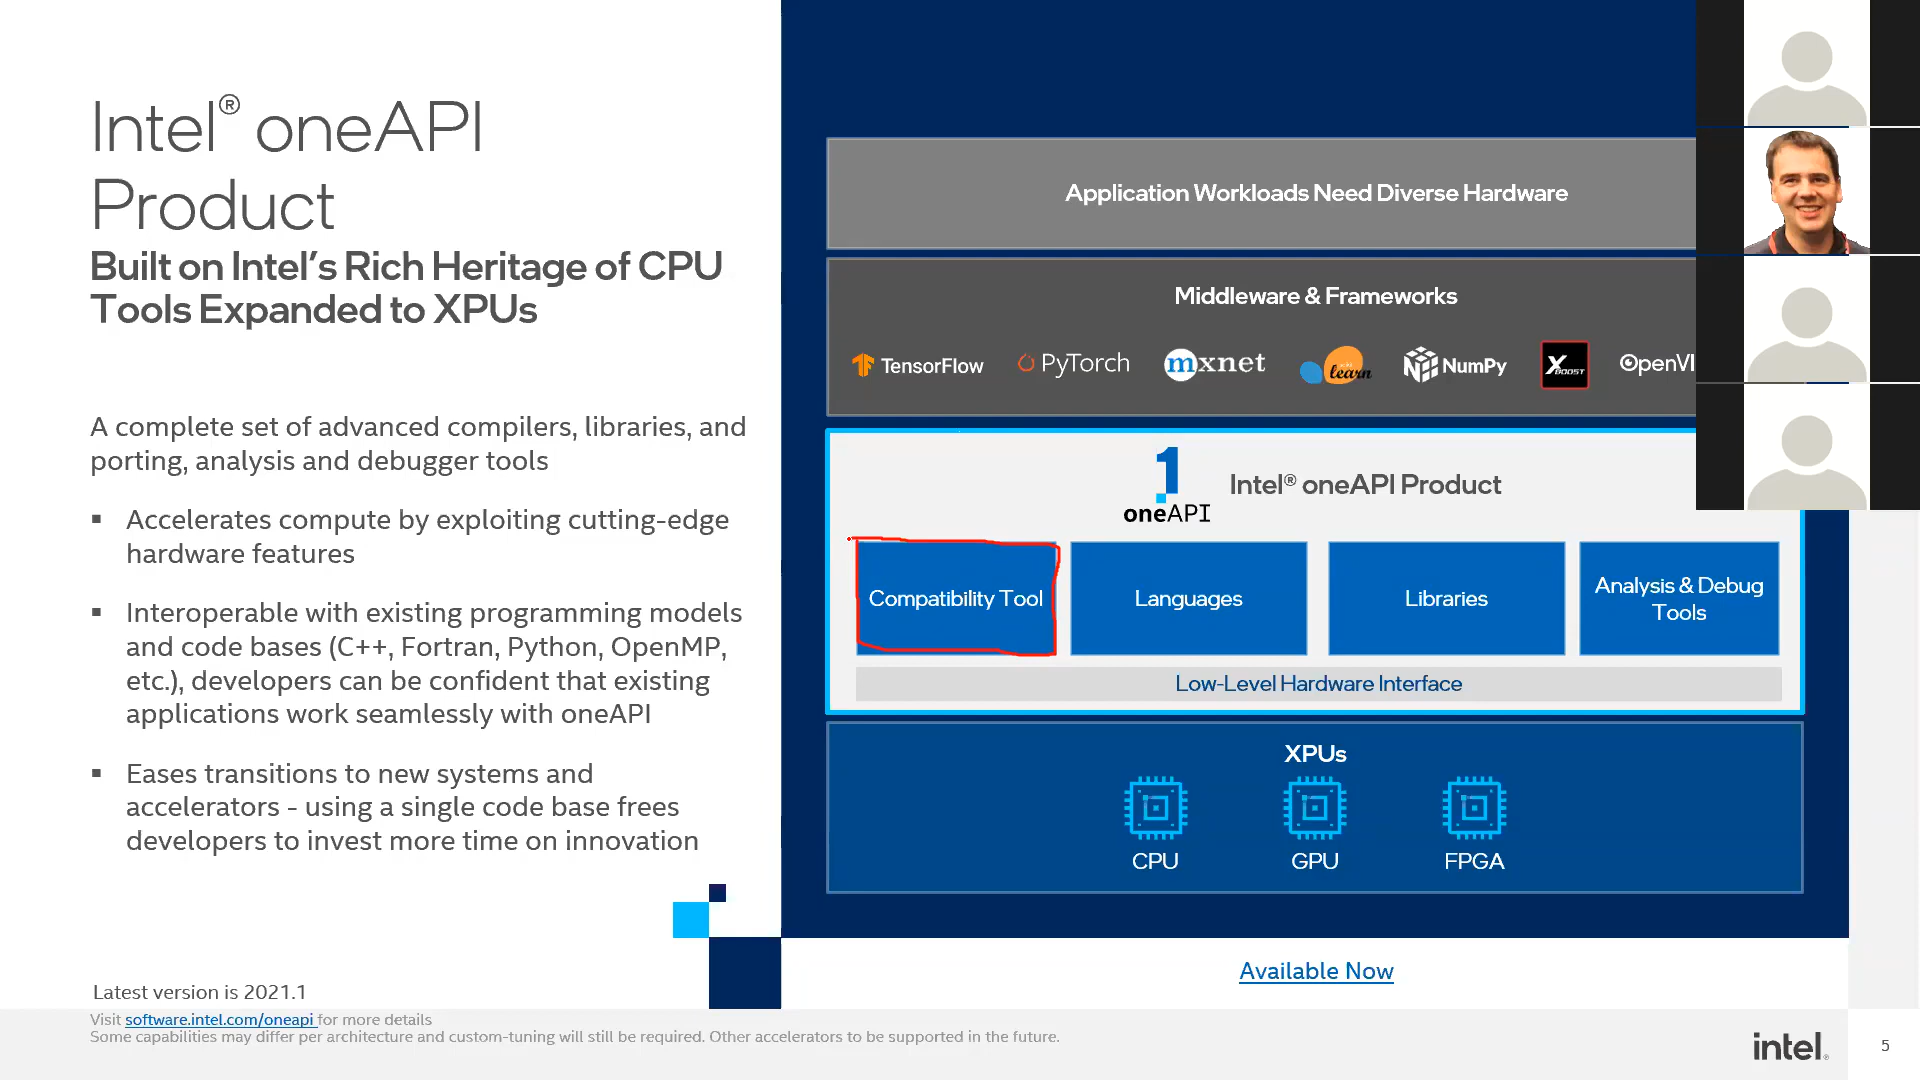 Intel® oneAPI
Product
Built on Intel's Rich Heritage of CPU
Tools Expanded to XPUs
A complete set of advanced compilers, libraries, and
porting, analysis and debugger tools
▪ Accelerates compute by exploiting cutting-edge
hardware features
▪ Interoperable with existing programming models
and code bases (C++, Fortran, Python, OpenMP,
etc.), developers can be confident that existing
applications work seamlessly with oneAPI
▪ Eases transitions to new systems and
accelerators - using a single code base frees
developers to invest more time on innovation
Latest version is 2021.1
Visit software.intel.com/oneapi for more details
Some capabilities may differ per architecture and custom-tuning will still be required. Other accelerators to be supported in the future.
Application Workloads Need Diverse Hardware
Middleware & Frameworks
TensorFlow PyTorch mxnet learn NumPy XBOOST OpenVI
1
oneAPI
Intel® oneAPI Product
Compatibility Tool
Languages
Libraries
Analysis & Debug
Tools
Low-Level Hardware Interface
XPUs
CPU GPU FPGA
Available Now
intel.
5